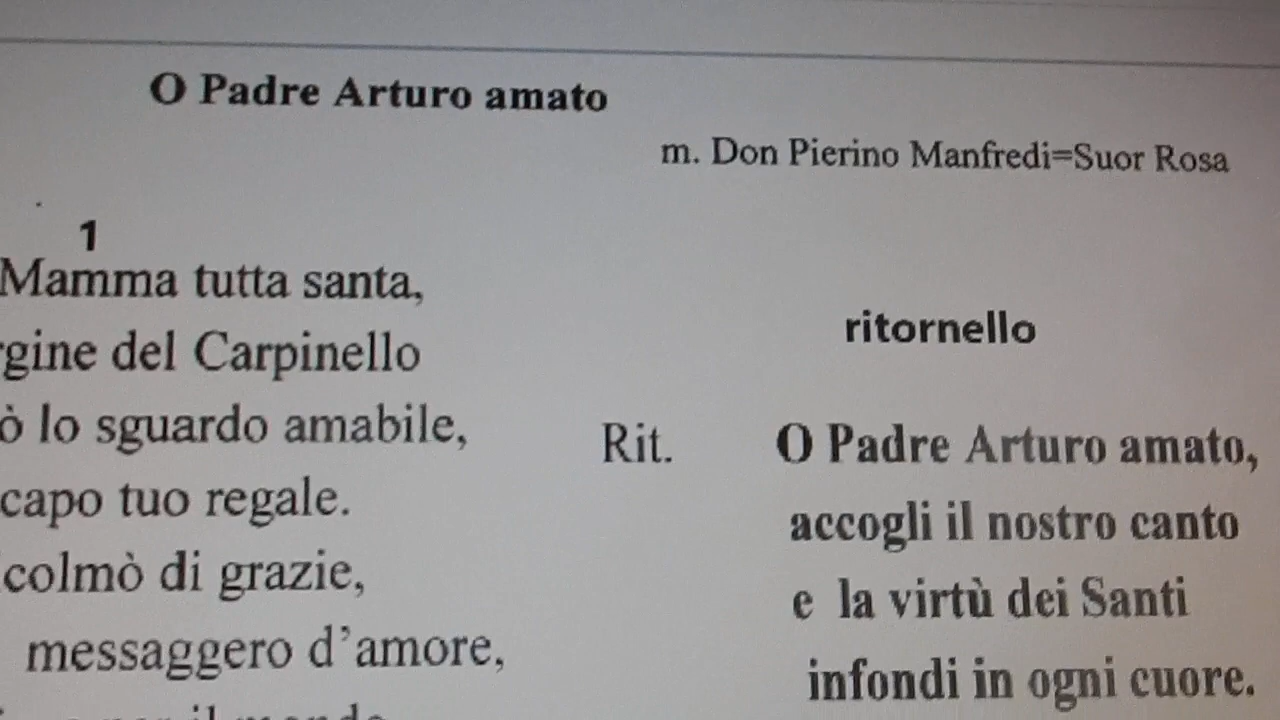 O Padre Arturo amato
m. Don Pierino Manfredi=Suor Rosa
1
Mamma tutta santa,
gine del Carpinello
ò lo sguardo amabile,
capo tuo regale.
colmò di grazie,
messaggero d’amore,
ritornello
Rit. O Padre Arturo amato,
accogli il nostro canto
e la virtù dei Santi
infondi in ogni cuore.